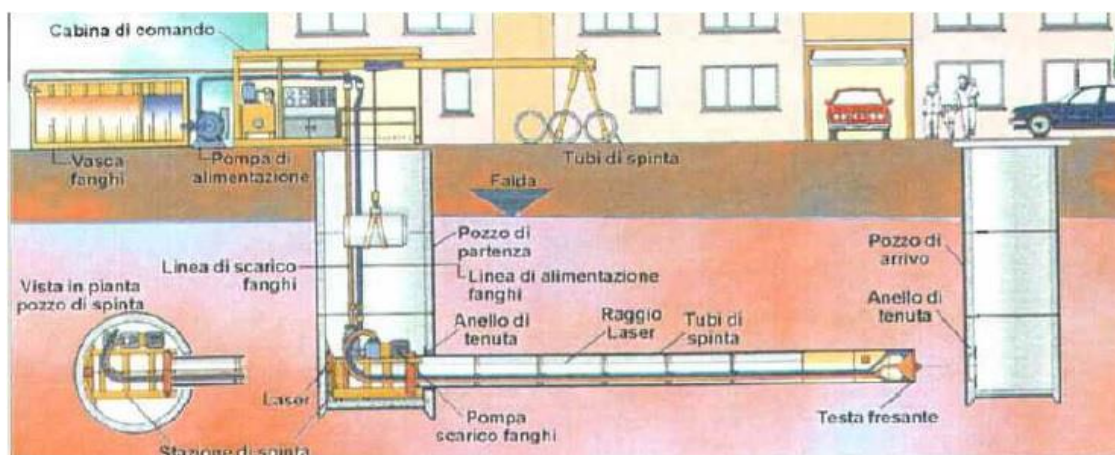 Cabina di comando
Vasca
fanghi
Pompa di
alimentazione
Tubi di spinta
Falda
Pozzo di
partenza
Linea di scarico
fanghi
Linea di alimentazione
fanghi
Pozzo di
arrivo
Vista in pianta
pozzo di spinta
Anello di
tenuta
Raggio
Laser
Tubi di
spinta
Anello di
tenuta
Laser
Pompa
scarico fanghi
Testa fresante
Stazione di spinta